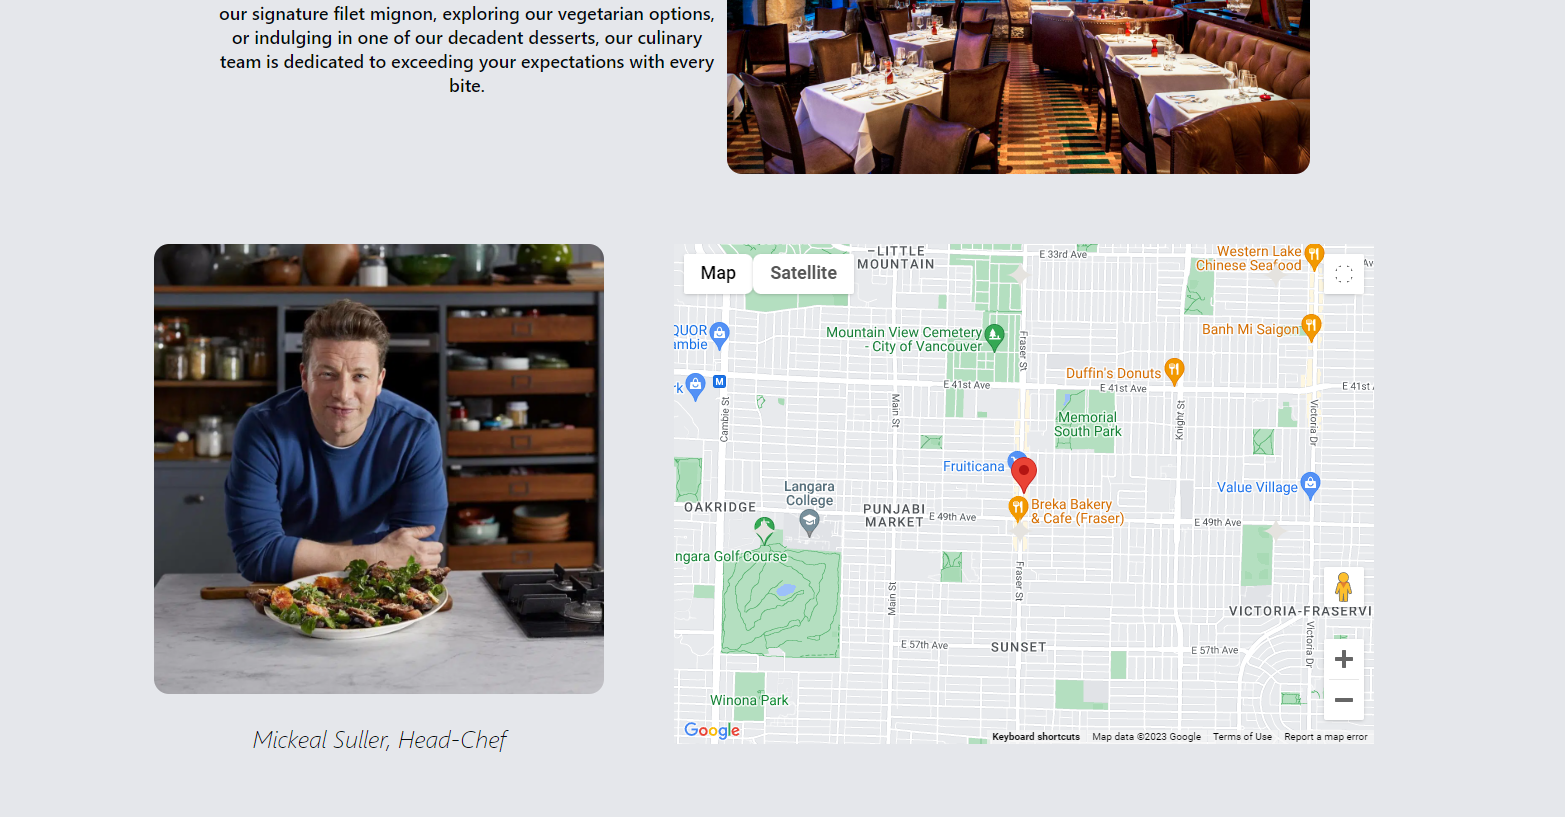 our signature filet mignon, exploring our vegetarian options,
or indulging in one of our decadent desserts, our culinary
team is dedicated to exceeding your expectations with every
bite.
Mickeal Suller, Head-Chef
Map
Satellite
LITTLE
MOUNTAIN
E 33rd Ave
Western Lake
Chinese Seafood
Av
QUOR
ambie
Mountain View Cemetery
- City of Vancouver
Fraser St
Banh Mi Saigon
rk
M
Duffin's Donuts
E 41st Ave
E 41st Ave
E 41st
Cambie St
Main St
Memorial
South Park
Knight St
Victoria Dr
Fruiticana
Value Village
Langara
College
OAKRIDGE
PUNJABI
MARKET
E 49th Ave
Breka Bakery
& Cafe (Fraser)
E 49th Ave
ngara Golf Course
Main St
Fraser St
VICTORIA-FRASERVI
Victoria Dr
E 57th Ave
SUNSET
E 57th Ave
Winona Park
Google
Keyboard shortcuts
Map data ©2023 Google
Terms of Use
Report a map error